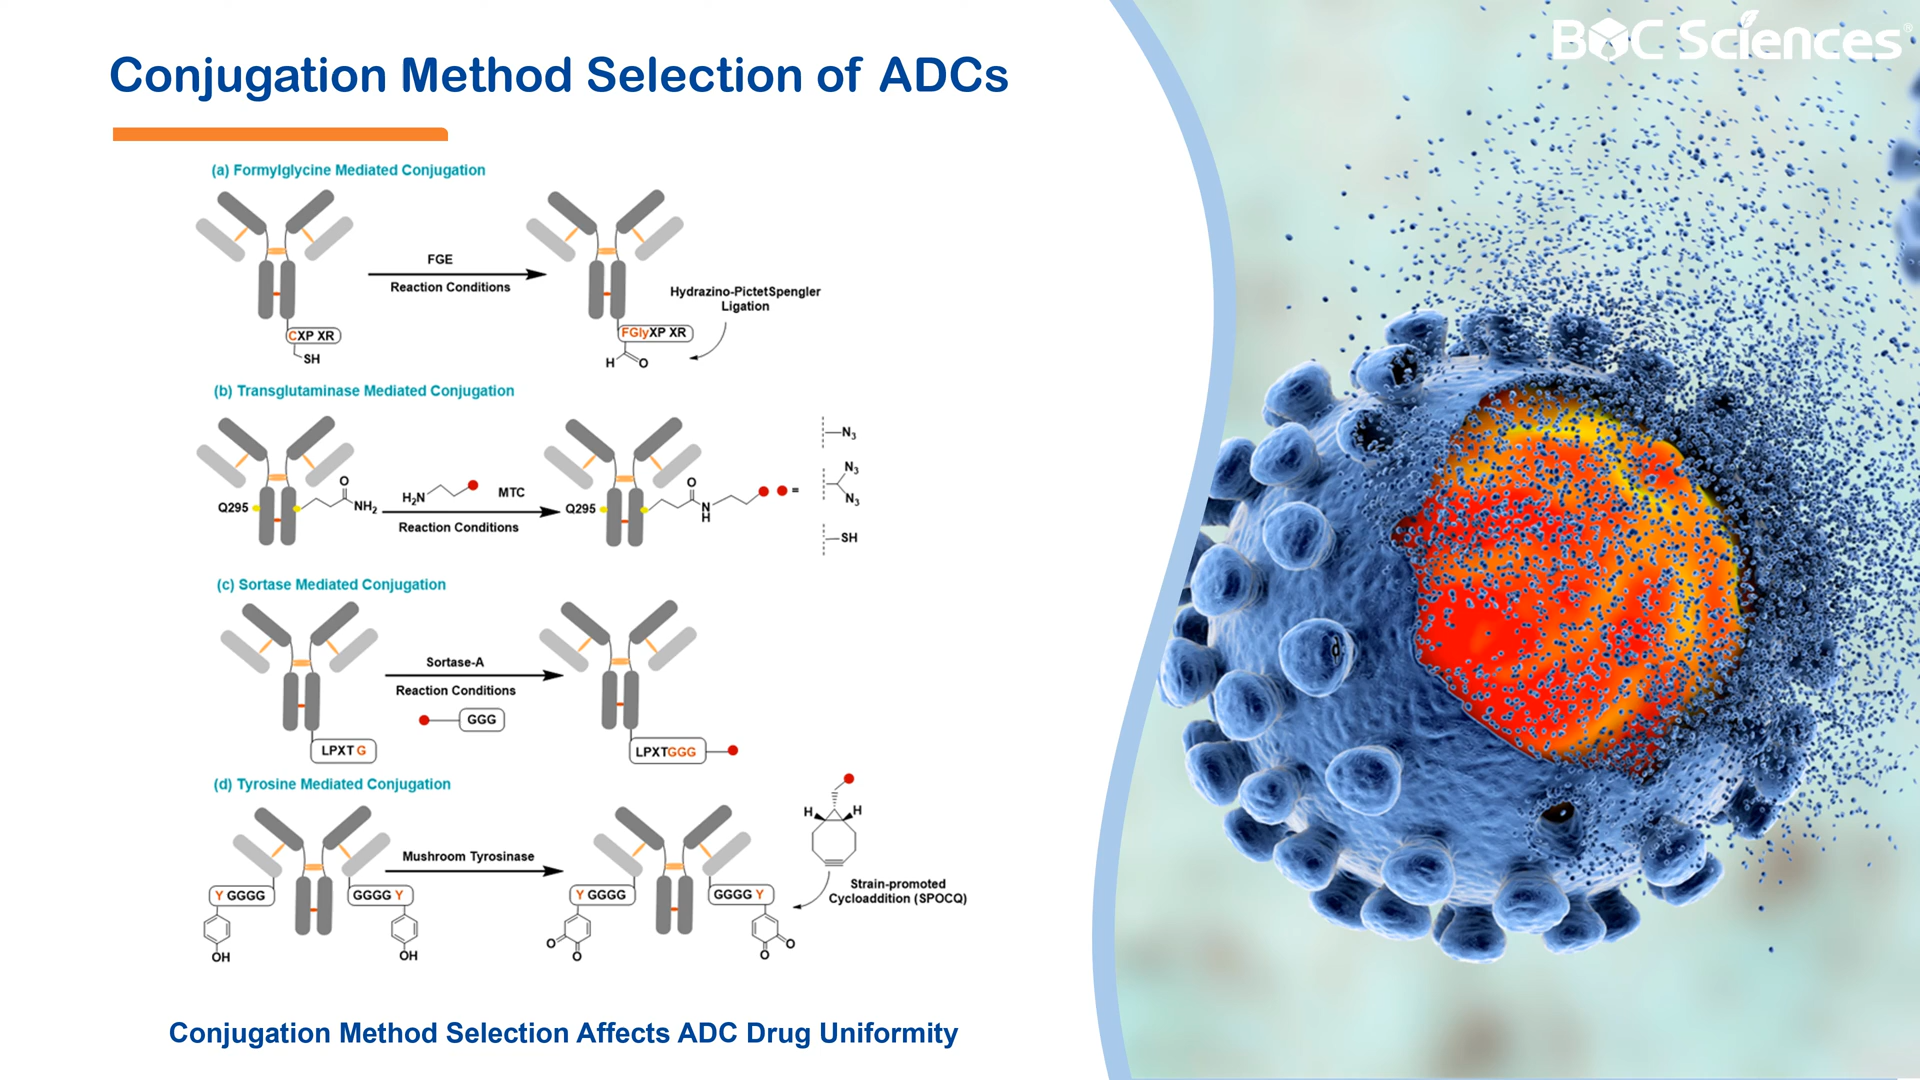 BOC Sciences®
Conjugation Method Selection of ADCs
(a) Formylglycine Mediated Conjugation
FGE
Reaction Conditions
Hydrazino-PictetSpengler
Ligation
CXP XR
SH
FGlyXP XR
H
O
(b) Transglutaminase Mediated Conjugation
Q295
O
NH2
H2N
MTC
Reaction Conditions
Q295
O
N
H
=
N3
N3
N3
SH
(c) Sortase Mediated Conjugation
Sortase-A
Reaction Conditions
GGG
LPXT G
LPXTGGG
(d) Tyrosine Mediated Conjugation
H
H
Mushroom Tyrosinase
Strain-promoted
Cycloaddition (SPOCQ)
Y GGGG
GGGG Y
Y GGGG
GGGG Y
OH
OH
O
O
O
O
Conjugation Method Selection Affects ADC Drug Uniformity